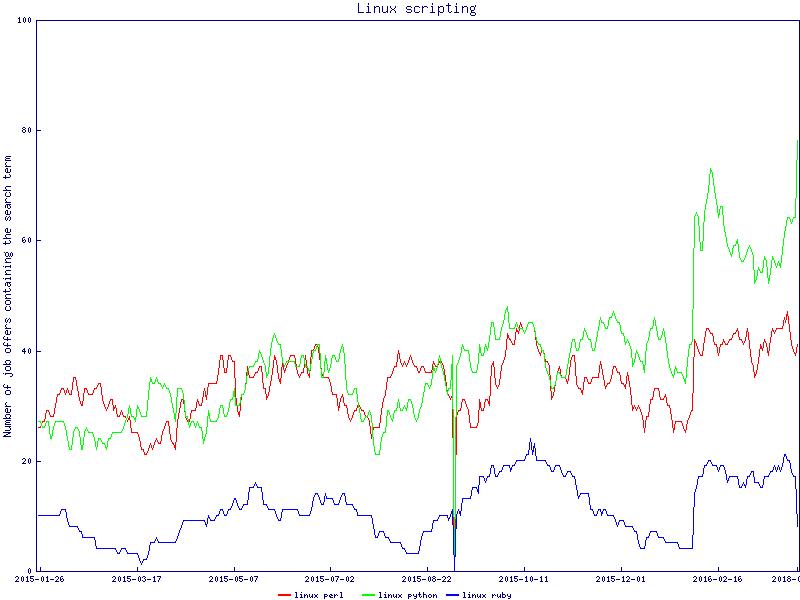 Linux scripting
Number of job offers containing the search term
100
80
60
40
20
0
2015-01-26 2015-03-17 2015-05-07 2015-07-02 2015-08-22 2015-10-11 2015-12-01 2016-02-16 2018-0
linux perl linux python linux ruby